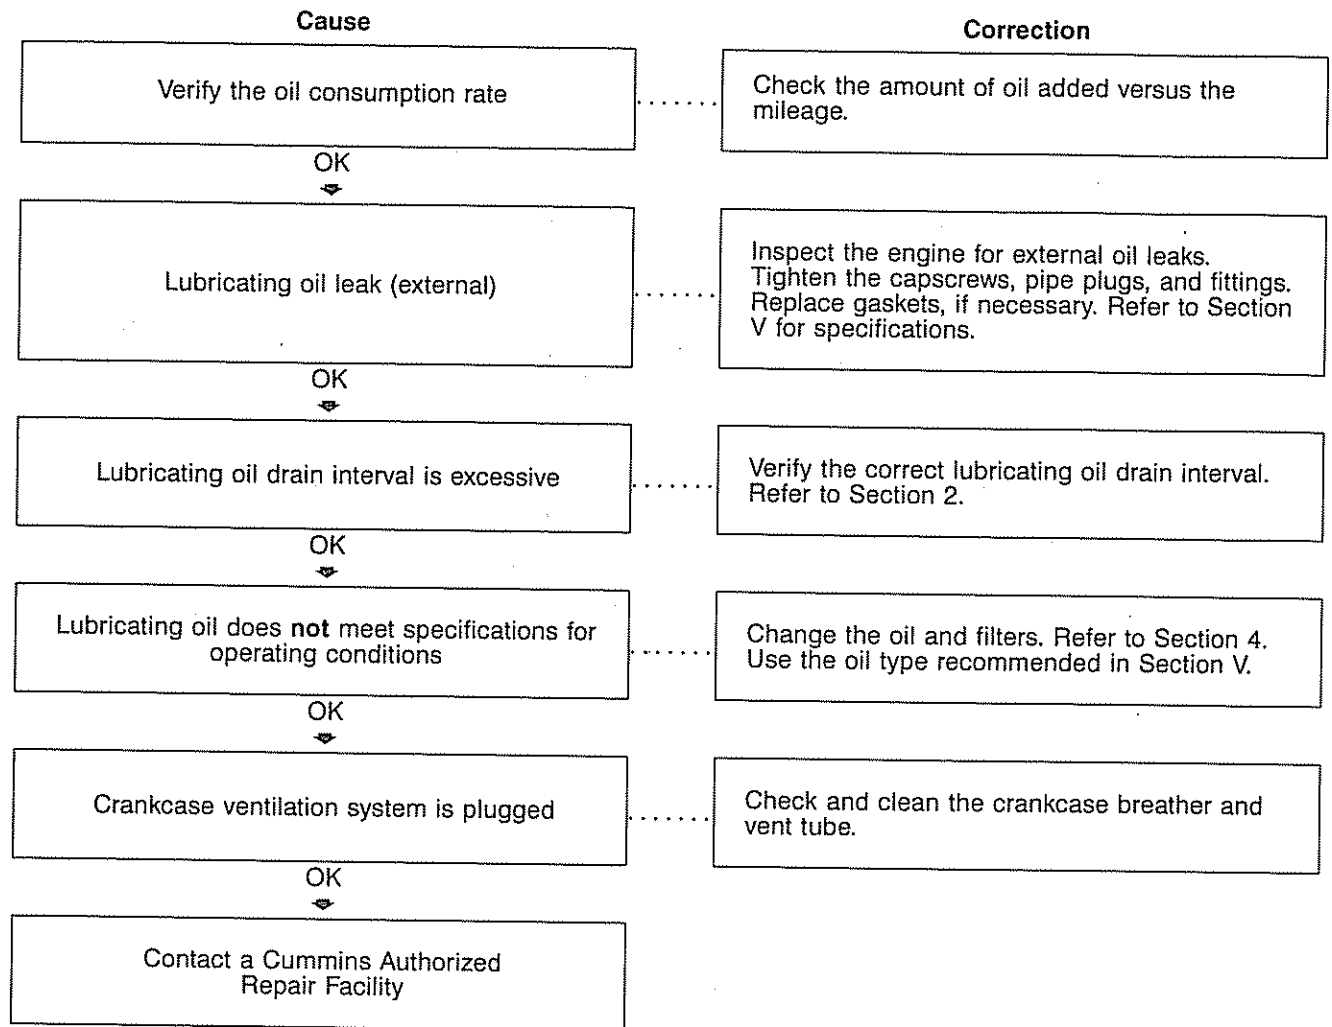 Cause
Correction
Verify the oil consumption rate
Check the amount of oil added versus the
mileage.
OK
Lubricating oil leak (external)
Inspect the engine for external oil leaks.
Tighten the capscrews, pipe plugs, and fittings.
Replace gaskets, if necessary. Refer to Section
V for specifications.
OK
Lubricating oil drain interval is excessive
Verify the correct lubricating oil drain interval.
Refer to Section 2.
OK
Lubricating oil does not meet specifications for
operating conditions
Change the oil and filters. Refer to Section 4.
Use the oil type recommended in Section V.
OK
Crankcase ventilation system is plugged
Check and clean the crankcase breather and
vent tube.
OK
Contact a Cummins Authorized
Repair Facility